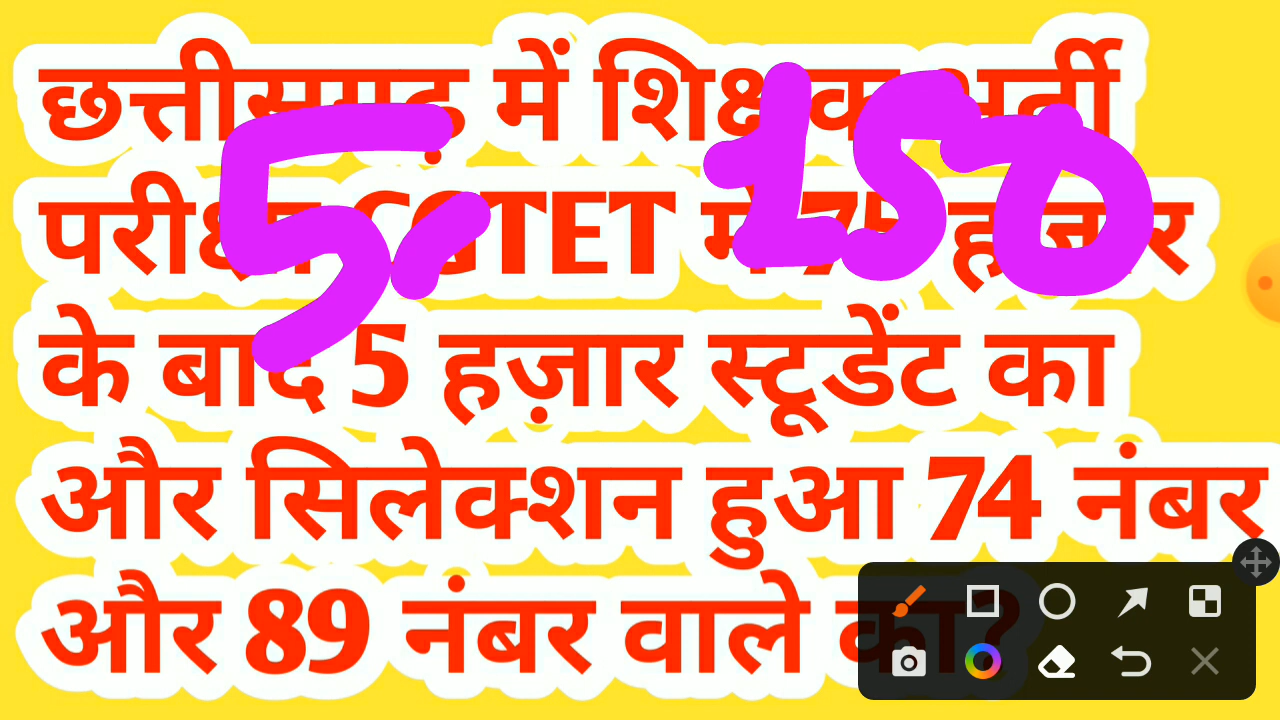 छत्तीसगढ़ में शिक्षक भर्ती
परीक्षा CGTET में 75 हजार
के बाद 5 हज़ार स्टूडेंट का
और सिलेक्शन हुआ 74 नंबर
और 89 नंबर वाले का?
5, 150